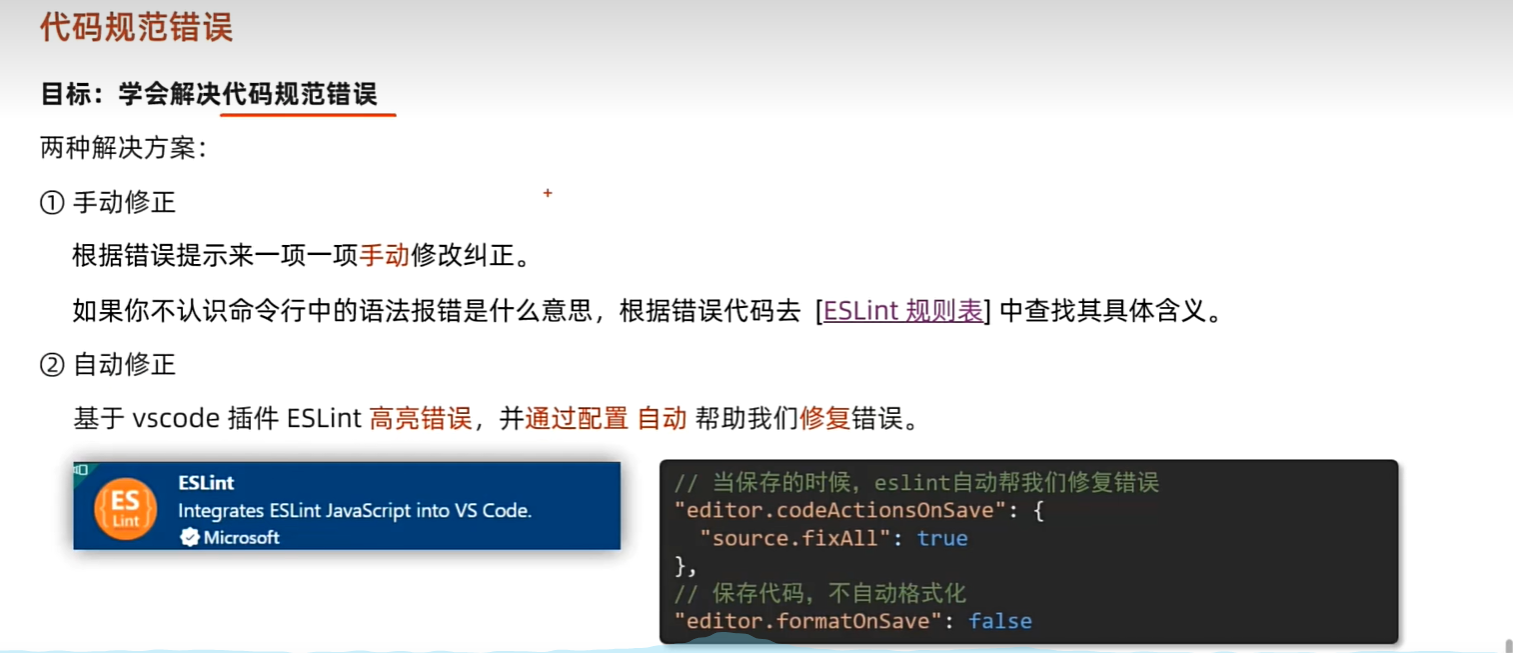 代码规范错误
目标：学会解决代码规范错误
两种解决方案：
① 手动修正
根据错误提示来一项一项手动修改纠正。
如果你不认识命令行中的语法报错是什么意思，根据错误代码去 [ESLint 规则表] 中查找其具体含义。
② 自动修正
基于 vscode 插件 ESLint 高亮错误，并通过配置 自动 帮助我们修复错误。
ES
Lint
ESLint
Integrates ESLint JavaScript into VS Code.
Microsoft
// 当保存的时候，eslint自动帮我们修复错误
"editor.codeActionsOnSave": {
  "source.fixAll": true
},
// 保存代码，不自动格式化
"editor.formatOnSave": false